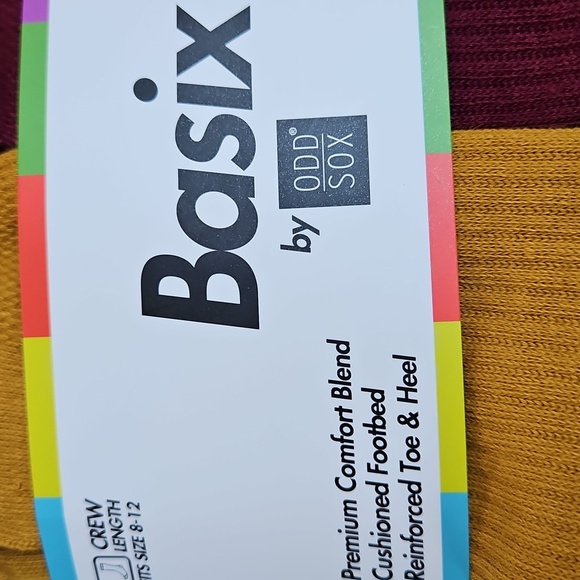 Basix
by ODD SOX®
Premium Comfort Blend
Cushioned Footbed
Reinforced Toe & Heel
CREW
LENGTH
SIZE 8-12